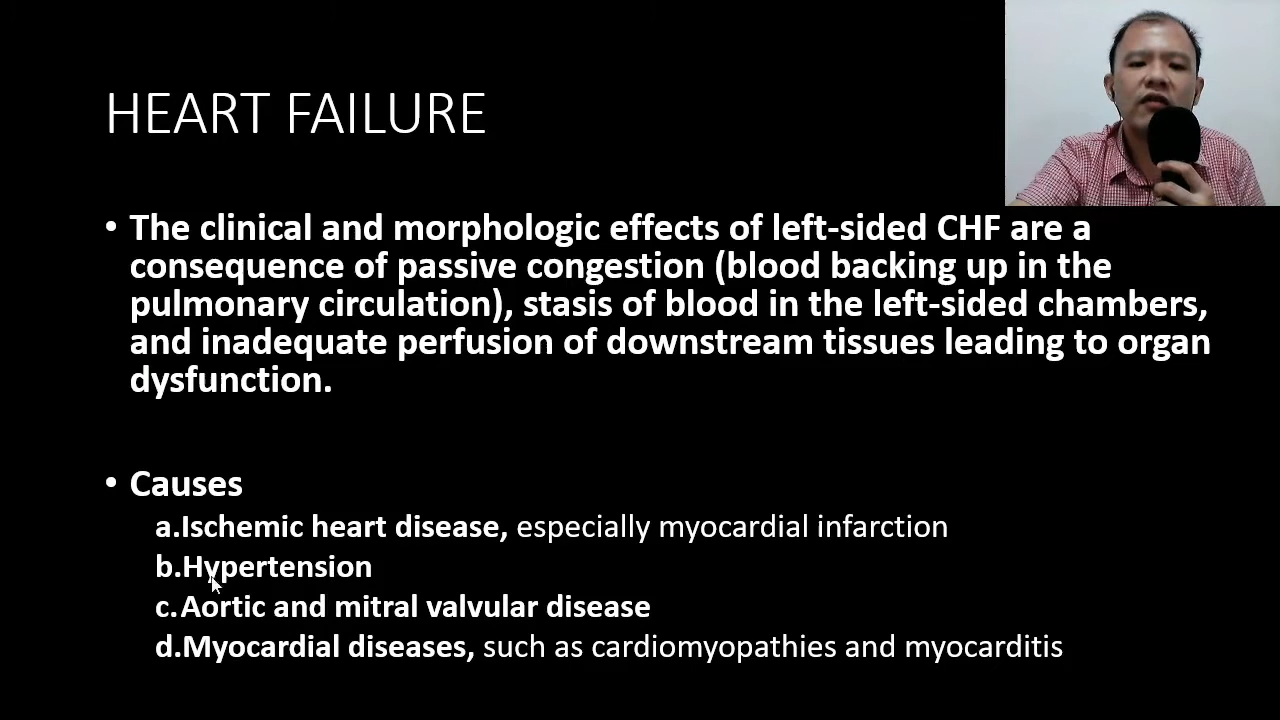 HEART FAILURE
• The clinical and morphologic effects of left-sided CHF are a
consequence of passive congestion (blood backing up in the
pulmonary circulation), stasis of blood in the left-sided chambers,
and inadequate perfusion of downstream tissues leading to organ
dysfunction.
• Causes
a.Ischemic heart disease, especially myocardial infarction
b.Hypertension
c.Aortic and mitral valvular disease
d.Myocardial diseases, such as cardiomyopathies and myocarditis